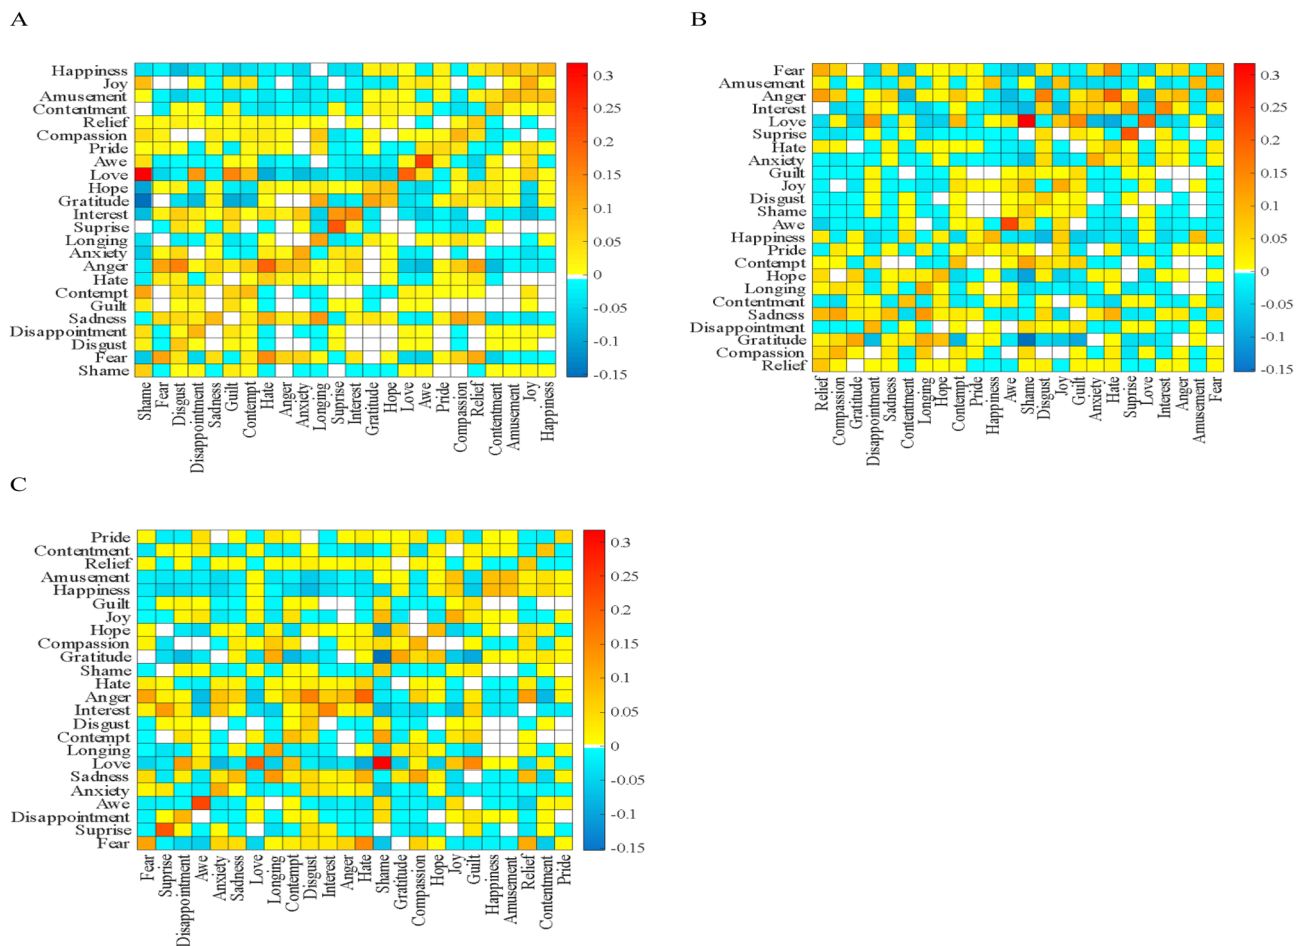 A
Happiness
Joy
Amusement
Contentment
Relief
Compassion
Pride
Awe
Love
Hope
Gratitude
Interest
Suprise
Longing
Anxiety
Anger
Hate
Contempt
Guilt
Sadness
Disappointment
Disgust
Fear
Shame
Shame
Fear
Disgust
Disappointment
Sadness
Guilt
Contempt
Hate
Anger
Anxiety
Longing
Suprise
Interest
Gratitude
Hope
Love
Awe
Pride
Compassion
Relief
Contentment
Amusement
Joy
Happiness
0.3
0.25
0.2
0.15
0.1
0.05
0
-0.05
-0.1
-0.15
B
Fear
Amusement
Anger
Interest
Love
Suprise
Hate
Anxiety
Guilt
Joy
Disgust
Shame
Awe
Happiness
Pride
Contempt
Hope
Longing
Contentment
Sadness
Disappointment
Gratitude
Compassion
Relief
Relief
Compassion
Gratitude
Disappointment
Sadness
Contentment
Longing
Hope
Contempt
Pride
Happiness
Awe
Shame
Disgust
Joy
Guilt
Anxiety
Hate
Suprise
Love
Interest
Anger
Amusement
Fear
0.3
0.25
0.2
0.15
0.1
0.05
0
-0.05
-0.1
-0.15
C
Pride
Contentment
Relief
Amusement
Happiness
Guilt
Joy
Hope
Compassion
Gratitude
Shame
Hate
Anger
Interest
Disgust
Contempt
Longing
Love
Sadness
Anxiety
Awe
Disappointment
Suprise
Fear
Fear
Suprise
Disappointment
Awe
Anxiety
Sadness
Love
Longing
Contempt
Disgust
Interest
Anger
Hate
Shame
Gratitude
Compassion
Hope
Joy
Guilt
Happiness
Amusement
Relief
Contentment
Pride
0.3
0.25
0.2
0.15
0.1
0.05
0
-0.05
-0.1
-0.15